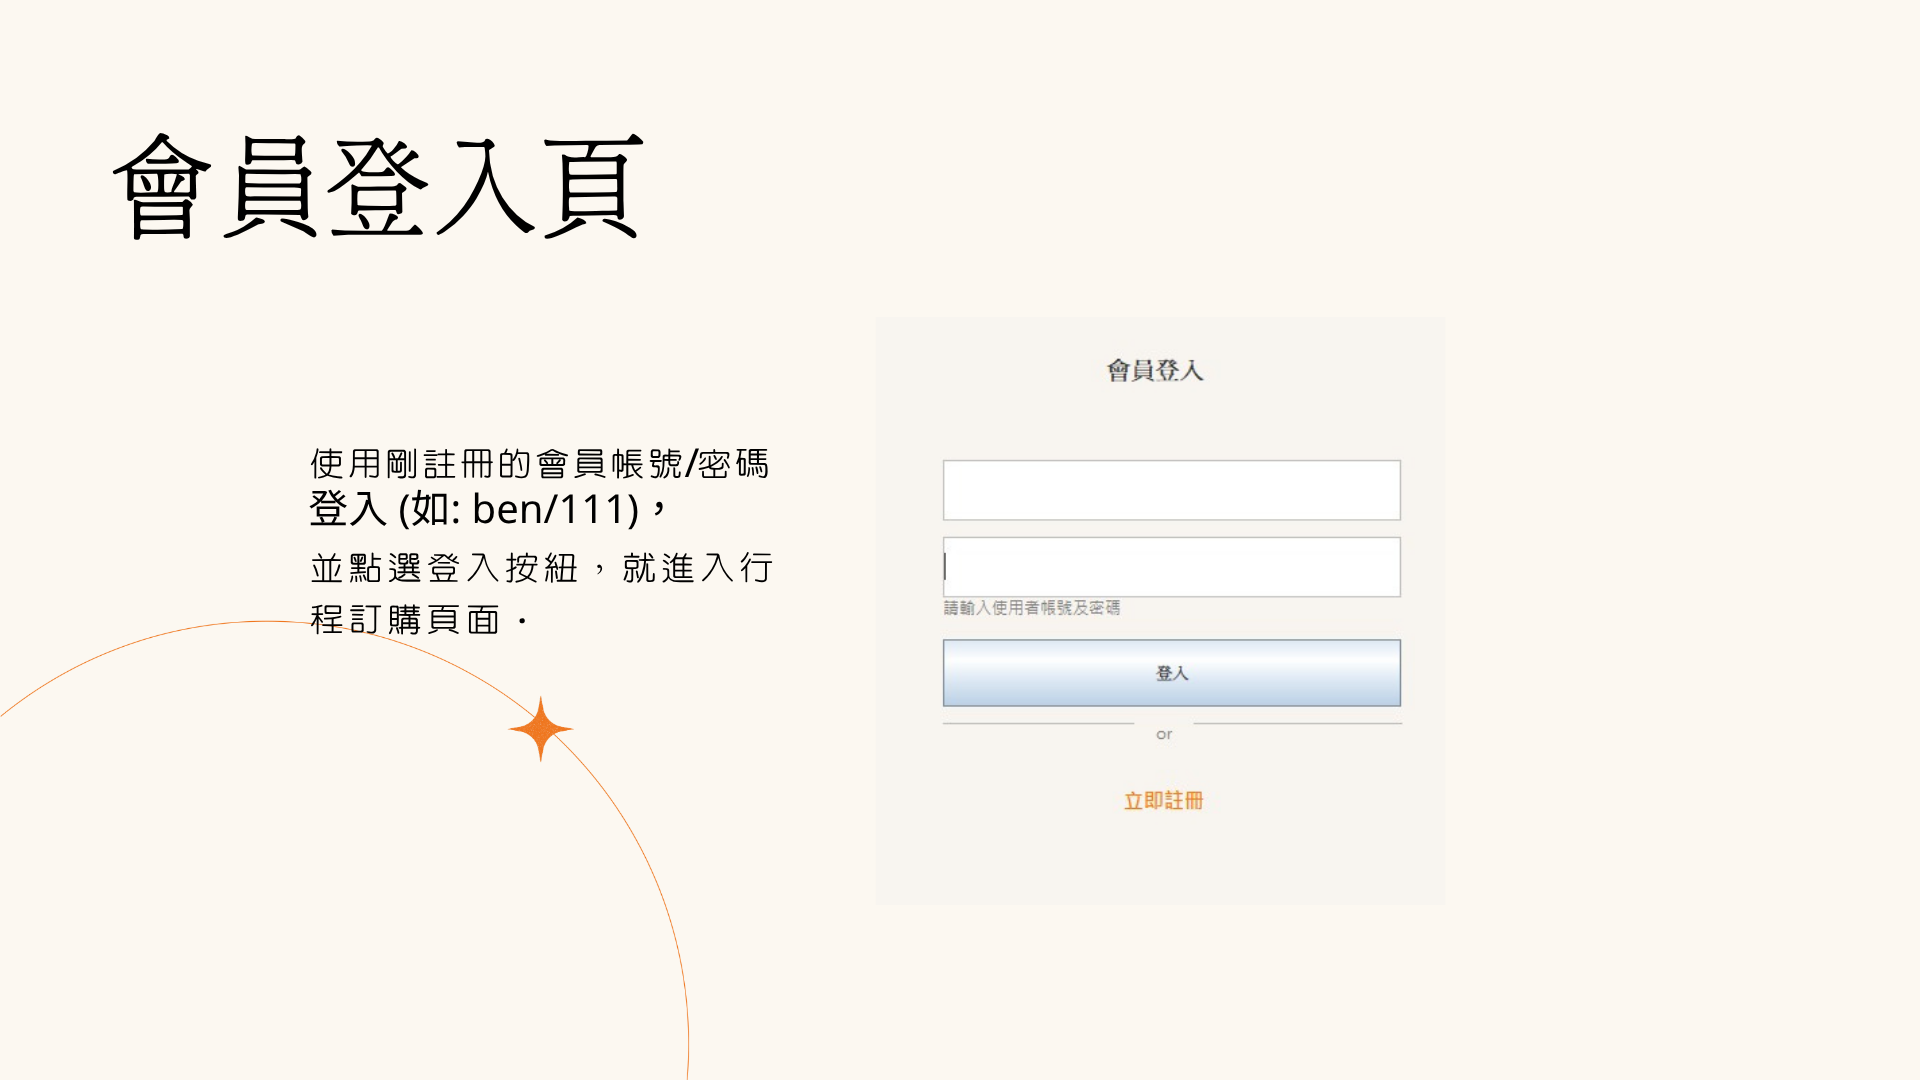 會員登入頁
使用剛註冊的會員帳號/密碼
登入 (如: ben/111)，
並點選登入按紐，就進入行
程訂購頁面．
會員登入
請輸入使用者帳號及密碼
登入
or
立即註冊